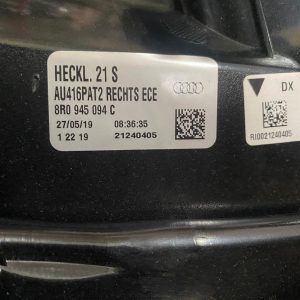 HECKL. 21 S
AU416PAT2 RECHTS ECE
8R0 945 094 C
27/05/19 08:36:35
1 22 19 21240405
DX
RI0021240405